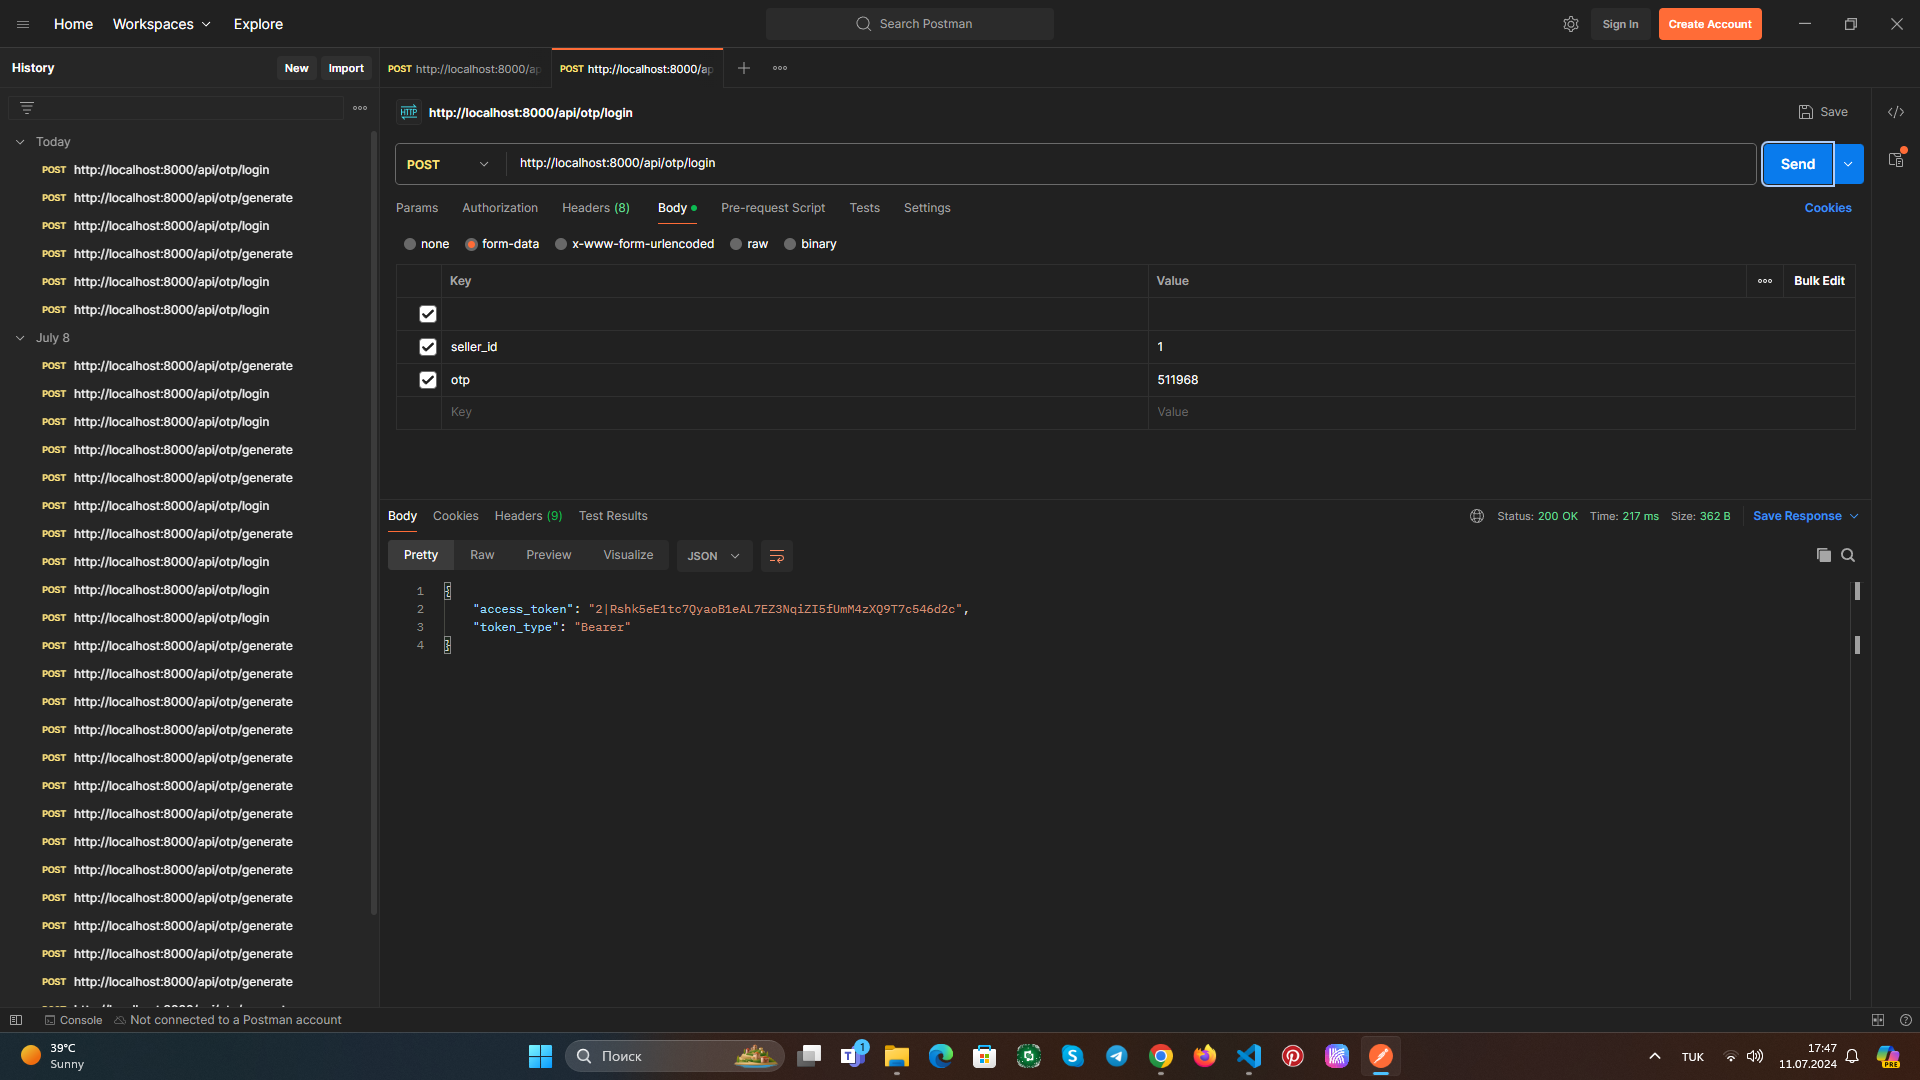 Home Workspaces Explore Search Postman Sign In Create Account
History New Import POST http://localhost:8000/ap POST http://localhost:8000/ap
HTTP http://localhost:8000/api/otp/login Save
Today
POST http://localhost:8000/api/otp/login
POST http://localhost:8000/api/otp/generate
POST http://localhost:8000/api/otp/login
POST http://localhost:8000/api/otp/generate
POST http://localhost:8000/api/otp/login
POST http://localhost:8000/api/otp/login
July 8
POST http://localhost:8000/api/otp/generate
POST http://localhost:8000/api/otp/login
POST http://localhost:8000/api/otp/login
POST http://localhost:8000/api/otp/generate
POST http://localhost:8000/api/otp/generate
POST http://localhost:8000/api/otp/login
POST http://localhost:8000/api/otp/generate
POST http://localhost:8000/api/otp/login
POST http://localhost:8000/api/otp/login
POST http://localhost:8000/api/otp/login
POST http://localhost:8000/api/otp/generate
POST http://localhost:8000/api/otp/generate
POST http://localhost:8000/api/otp/generate
POST http://localhost:8000/api/otp/generate
POST http://localhost:8000/api/otp/generate
POST http://localhost:8000/api/otp/generate
POST http://localhost:8000/api/otp/generate
POST http://localhost:8000/api/otp/generate
POST http://localhost:8000/api/otp/generate
POST http://localhost:8000/api/otp/generate
POST http://localhost:8000/api/otp/generate
POST http://localhost:8000/api/otp/generate
POST http://localhost:8000/api/otp/generate
POST http://localhost:8000/api/otp/login Send
Params Authorization Headers (8) Body Pre-request Script Tests Settings Cookies
none form-data x-www-form-urlencoded raw binary
Key Value Bulk Edit
seller_id 1
otp 511968
Key Value
Body Cookies Headers (9) Test Results Status: 200 OK Time: 217 ms Size: 362 B Save Response
Pretty Raw Preview Visualize JSON
1 {
2 "access_token": "2|Rshk5eE1tc7QyaoB1eAL7EZ3NqiZI5fUmM4zXQ9T7c546d2c",
3 "token_type": "Bearer"
4 }
Console Not connected to a Postman account
39°C
Sunny
Поиск
1
TUK
17:47
11.07.2024
PRE